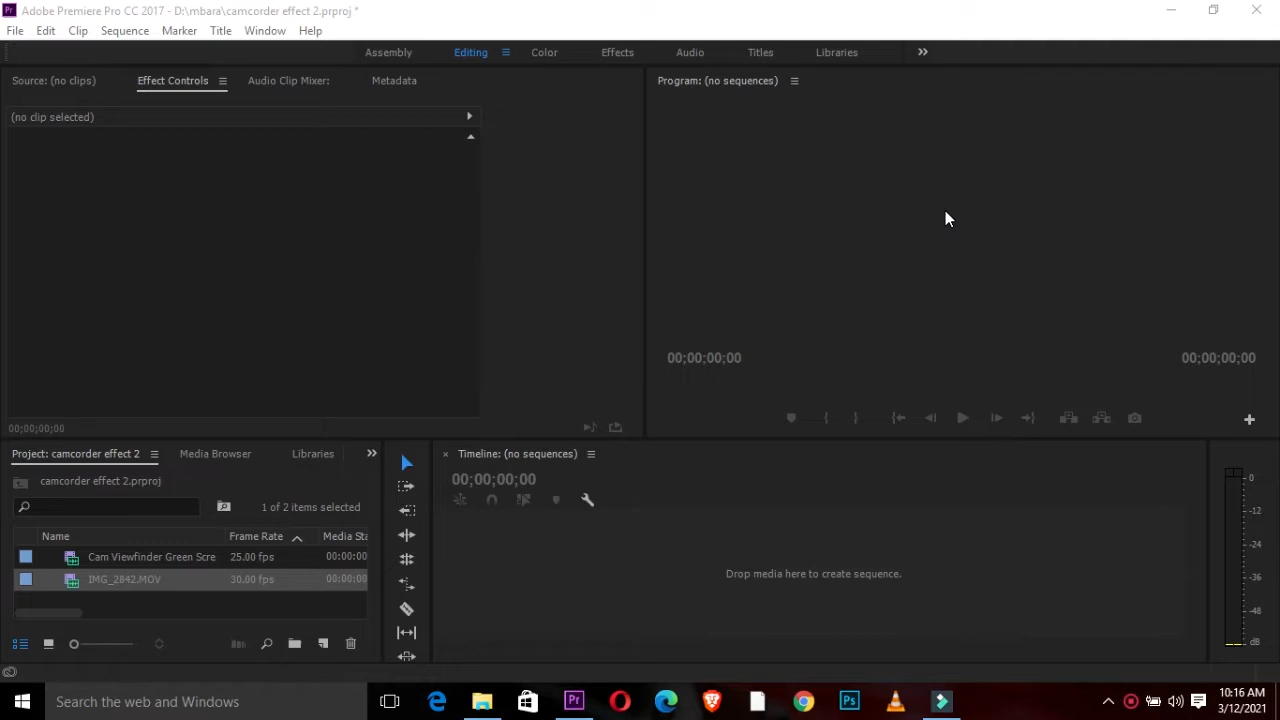 Pr Adobe Premiere Pro CC 2017 - D:\mbara\camcorder effect 2.prproj *
File Edit Clip Sequence Marker Title Window Help
Assembly Editing Color Effects Audio Titles Libraries
Source: (no clips) Effect Controls Audio Clip Mixer: Metadata
Program: (no sequences)
(no clip selected)
00;00;00;00 00;00;00;00
00;00;00;00
Project: camcorder effect 2 Media Browser Libraries
Timeline: (no sequences)
camcorder effect 2.prproj
00;00;00;00
1 of 2 items selected
Name Frame Rate Media Sta
Cam Viewfinder Green Scre 25.00 fps 00:00:00
IMG_2842.MOV 30.00 fps 00:00:00
Drop media here to create sequence.
0
-12
-24
-36
-48
dB
Search the web and Windows
Pr
Ps
10:16 AM
3/12/2021